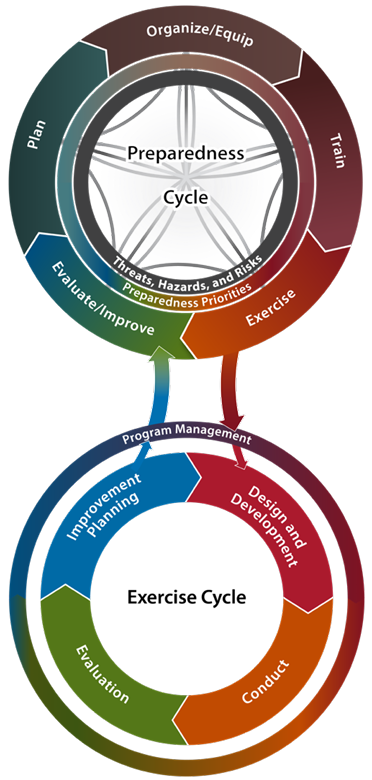 Organize/Equip
Plan
Train
Preparedness
Cycle
Threats, Hazards, and Risks
Preparedness Priorities
Evaluate/Improve
Exercise
Program Management
Improvement
Planning
Design and
Development
Exercise Cycle
Evaluation
Conduct